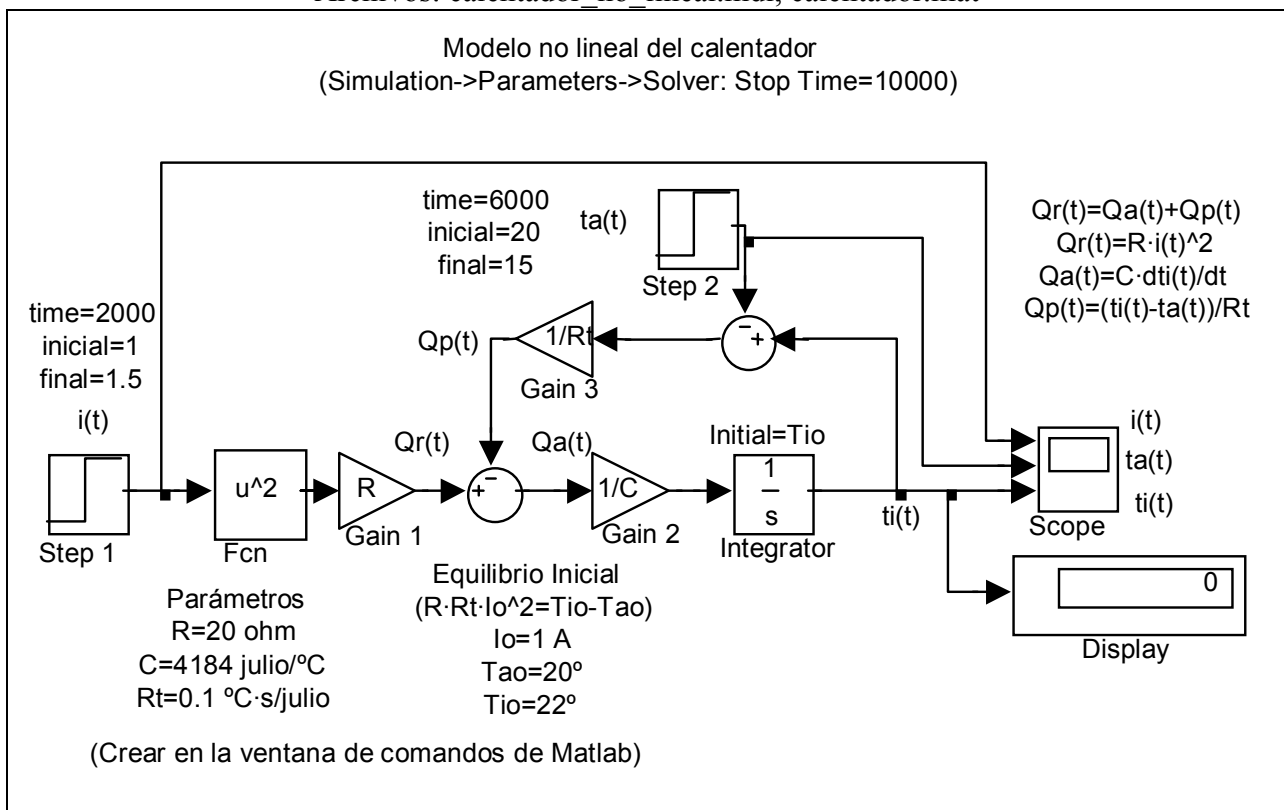 Modelo no lineal del calentador
(Simulation->Parameters->Solver: Stop Time=10000)
time=6000
inicial=20
final=15
ta(t)
Step 2
Qr(t)=Qa(t)+Qp(t)
Qr(t)=R·i(t)^2
Qa(t)=C·dti(t)/dt
Qp(t)=(ti(t)-ta(t))/Rt
time=2000
inicial=1
final=1.5
i(t)
Step 1
Qp(t)
1/Rt
Gain 3
u^2
Fcn
R
Gain 1
Qr(t)
Qa(t)
1/C
Gain 2
Initial=Tio
1
s
Integrator
ti(t)
i(t)
ta(t)
ti(t)
Scope
0
Display
Parámetros
R=20 ohm
C=4184 julio/ºC
Rt=0.1 ºC·s/julio
Equilibrio Inicial
(R·Rt·Io^2=Tio-Tao)
Io=1 A
Tao=20º
Tio=22º
(Crear en la ventana de comandos de Matlab)